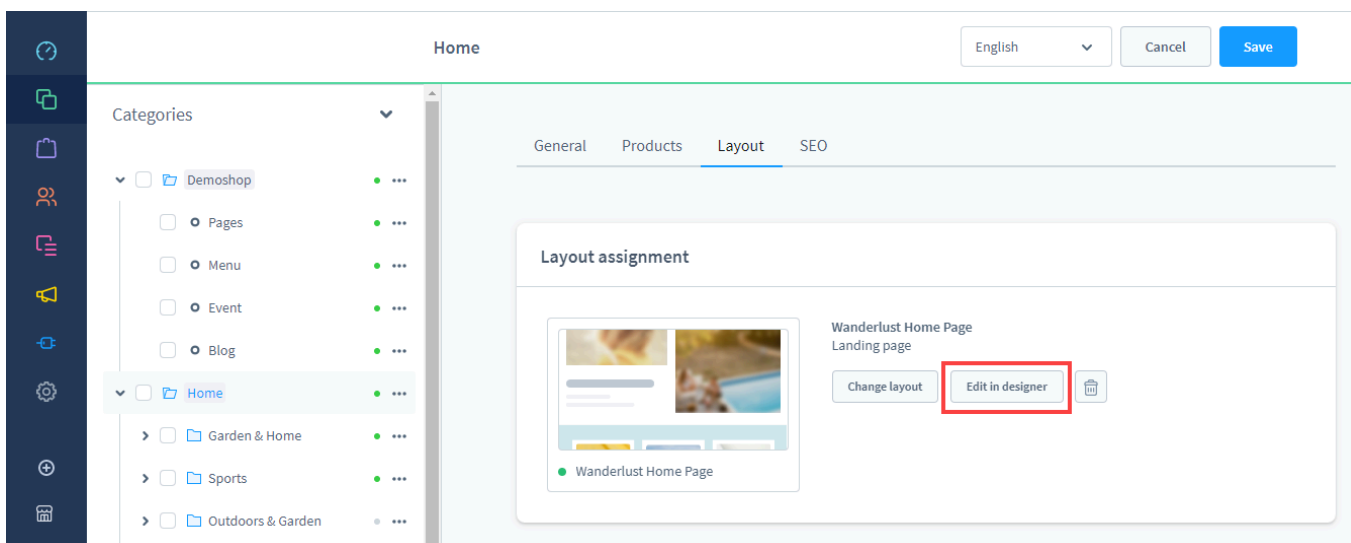 Home
English
Cancel
Save
Categories
General
Products
Layout
SEO
Demoshop
Pages
Menu
Event
Blog
Home
Garden & Home
Sports
Outdoors & Garden
Layout assignment
Wanderlust Home Page
Landing page
Change layout
Edit in designer
Wanderlust Home Page